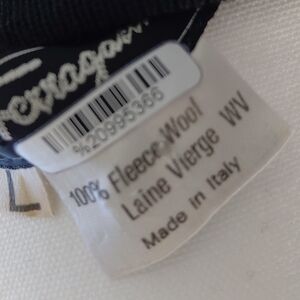 %20995366
100% Fleece Wool
Laine Vierge WV
Made in Italy
L